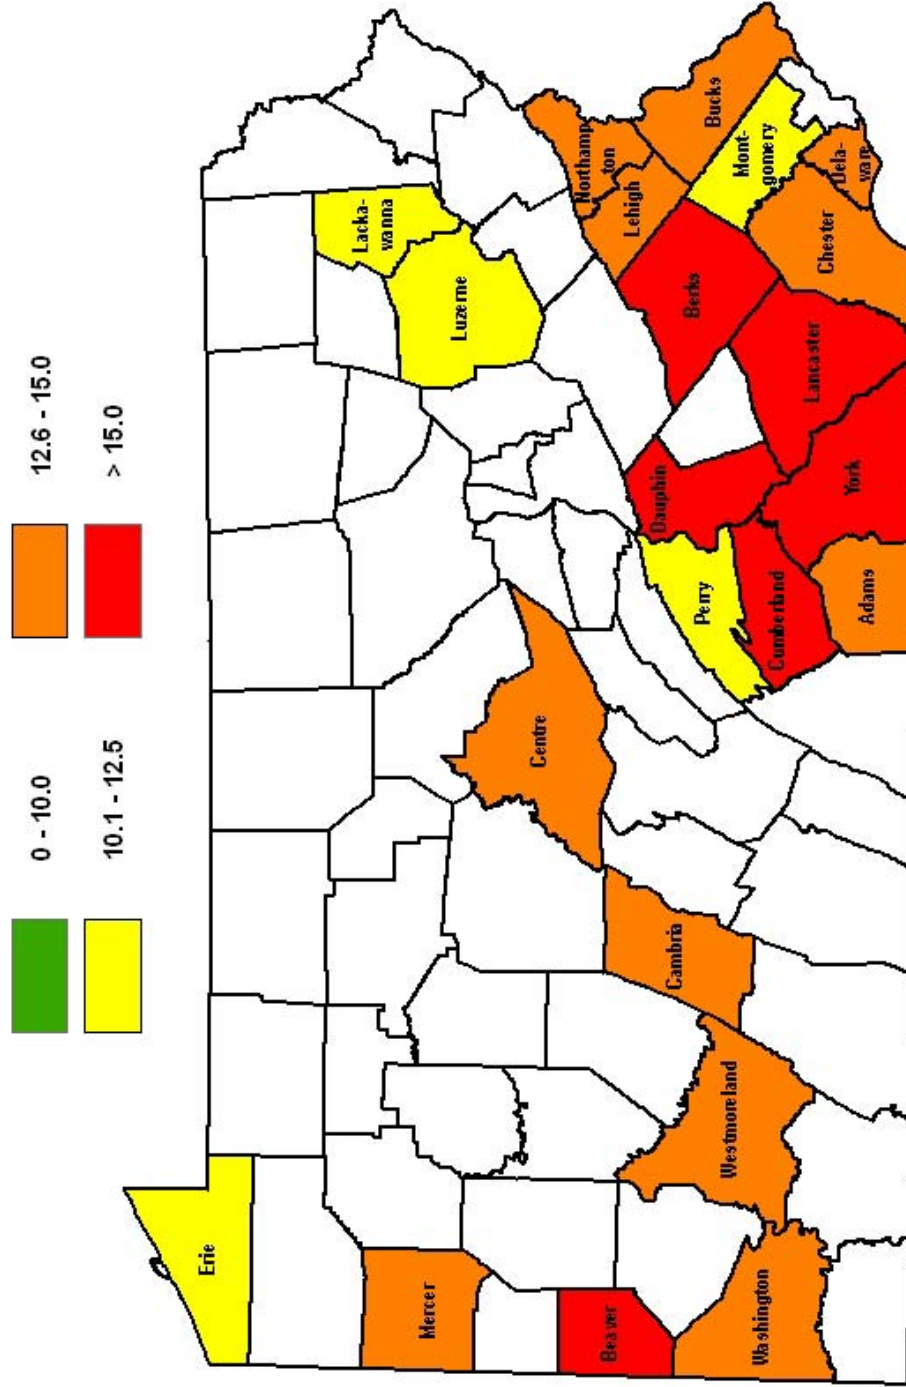 0 - 10.0
12.6 - 15.0
10.1 - 12.5
> 15.0
Erie
Lacka-
wanna
Luzerne
Mercer
Northamp-
ton
Lehigh
Bucks
Centre
Mont-
gomery
Berks
Dela-
ware
Chester
Beaver
Cambria
Dauphin
Perry
Lancaster
Westmoreland
Cumberland
York
Washington
Adams